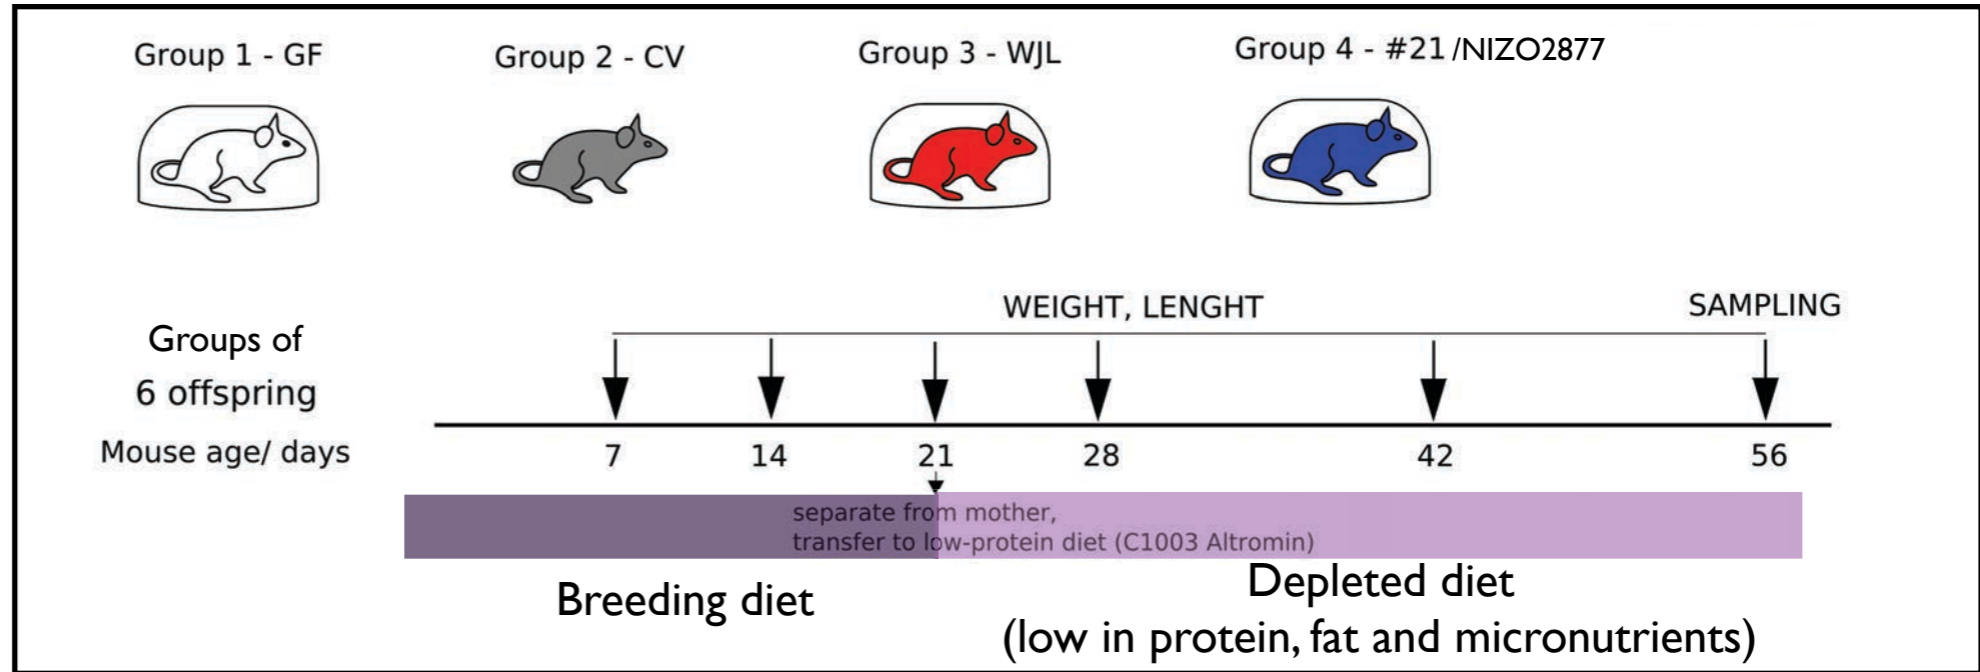 Group 1 - GF
Group 2 - CV
Group 3 - WJL
Group 4 - #21 /NIZO2877
WEIGHT, LENGHT
SAMPLING
Groups of
6 offspring
Mouse age/ days
7
14
21
28
42
56
separate from mother,
transfer to low-protein diet (C1003 Altromin)
Breeding diet
Depleted diet
(low in protein, fat and micronutrients)